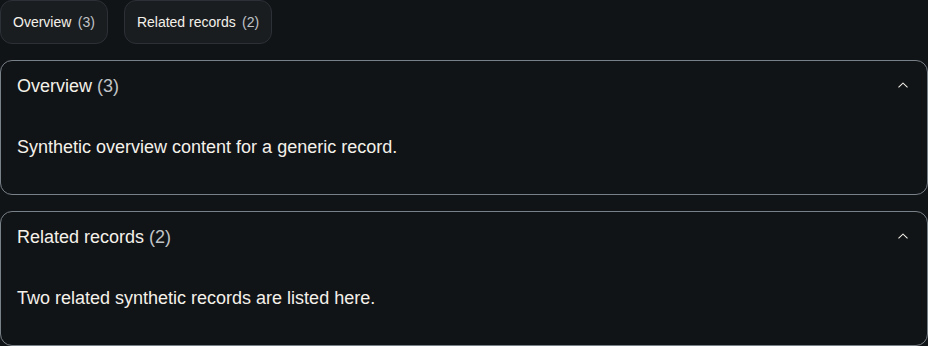 Overview (3)
Related records (2)
Overview (3)
Synthetic overview content for a generic record.
Related records (2)
Two related synthetic records are listed here.